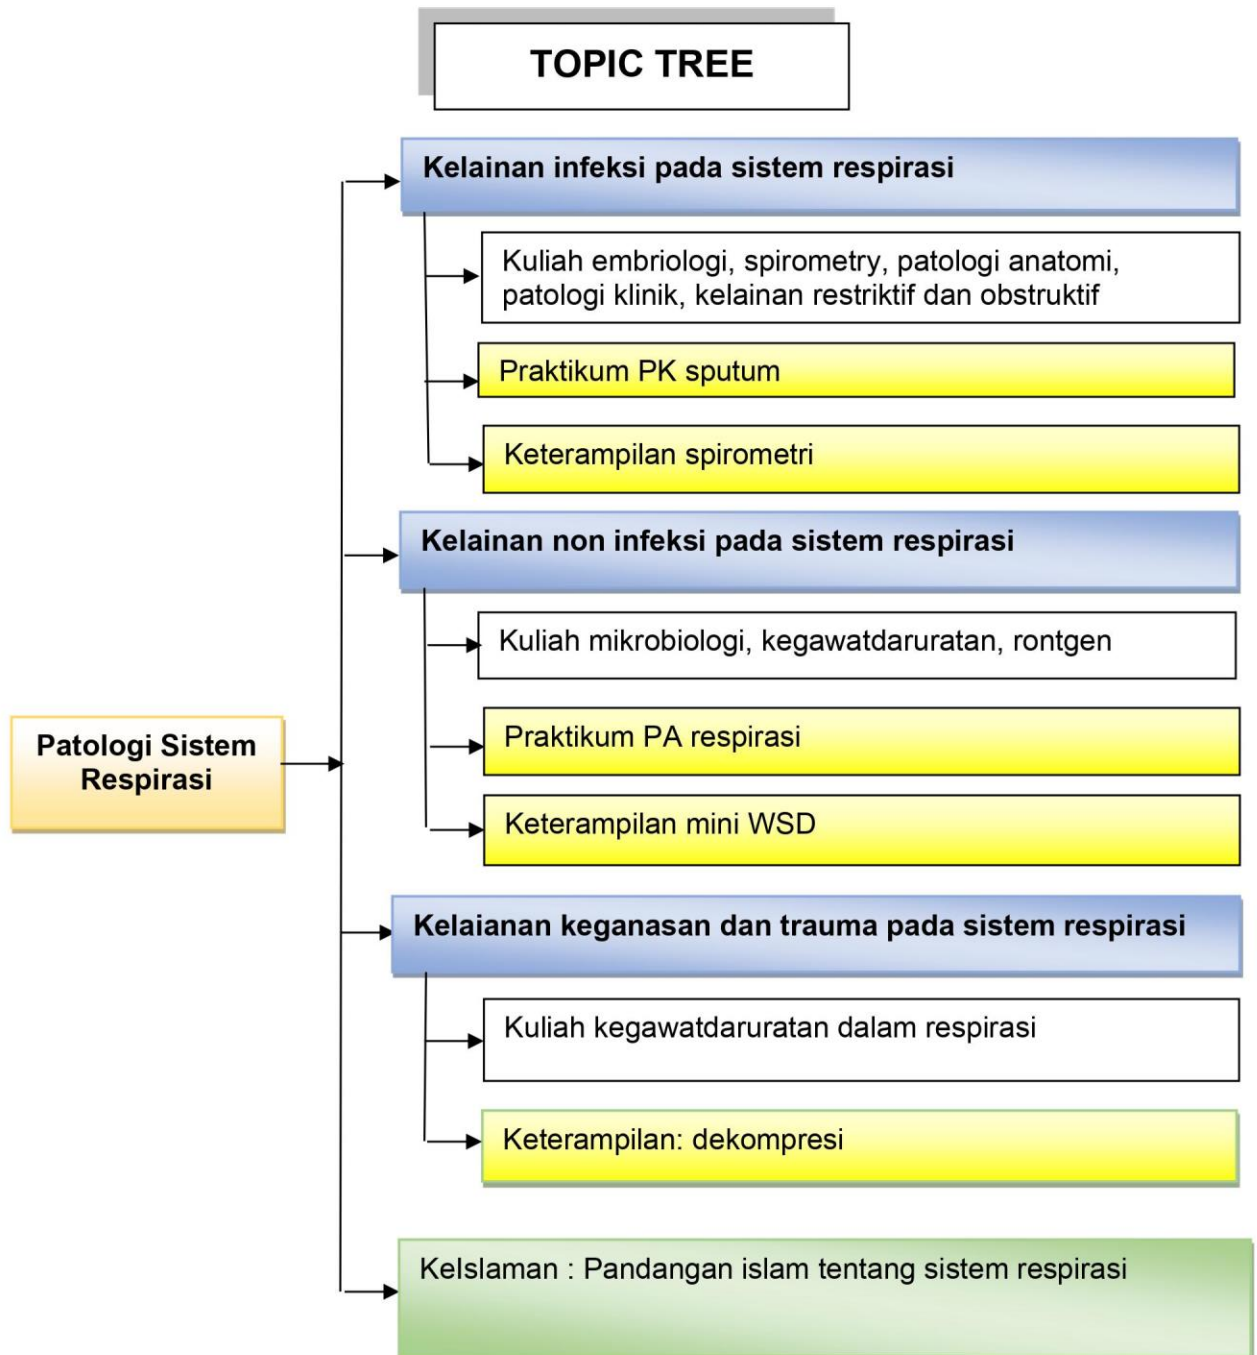 TOPIC TREE
Kelainan infeksi pada sistem respirasi
Kuliah embriologi, spirometry, patologi anatomi,
patologi klinik, kelainan restriktif dan obstruktif
Praktikum PK sputum
Keterampilan spirometri
Kelainan non infeksi pada sistem respirasi
Kuliah mikrobiologi, kegawatdaruratan, rontgen
Praktikum PA respirasi
Keterampilan mini WSD
Patologi Sistem
Respirasi
Kelaianan keganasan dan trauma pada sistem respirasi
Kuliah kegawatdaruratan dalam respirasi
Keterampilan: dekompresi
KeIslaman : Pandangan islam tentang sistem respirasi